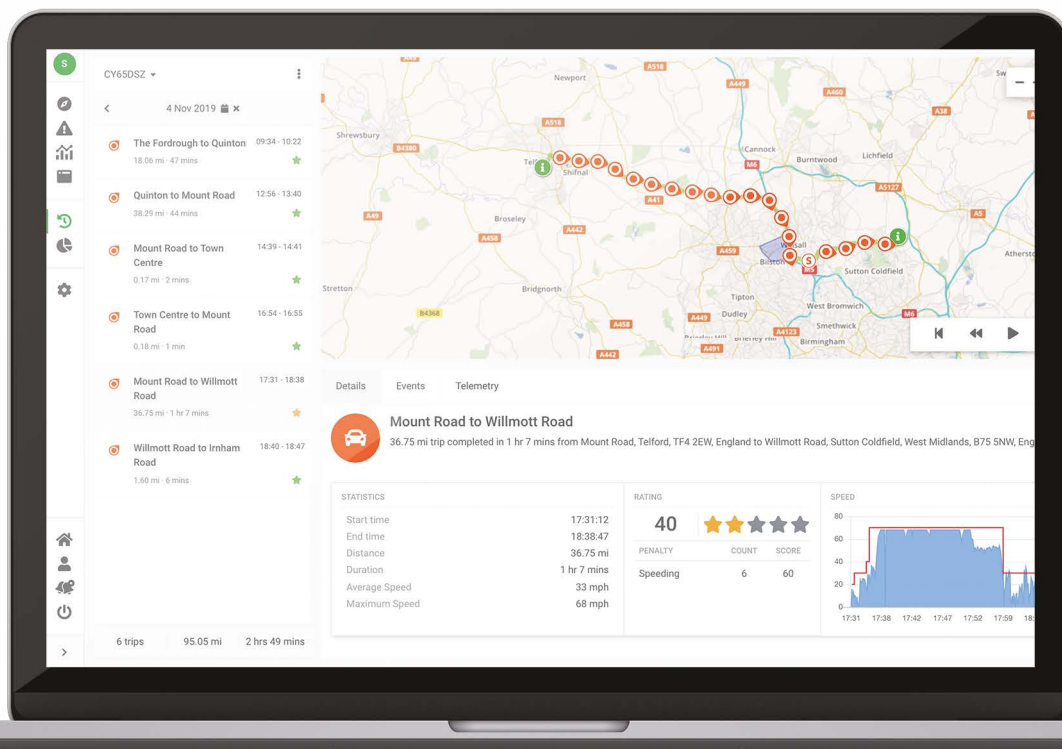 S
CY65DSZ
4 Nov 2019
The Fordrough to Quinton 09:34 - 10:22
18.06 mi · 47 mins
Quinton to Mount Road 12:56 - 13:40
38.29 mi · 44 mins
Mount Road to Town 14:39 - 14:41
Centre
0.17 mi · 2 mins
Town Centre to Mount 16:54 - 16:55
Road
0.18 mi · 1 min
Mount Road to Willmott 17:31 - 18:38
Road
36.75 mi · 1 hr 7 mins
Willmott Road to Irnham 18:40 - 18:47
Road
1.60 mi · 6 mins
6 trips 95.05 mi 2 hrs 49 mins
A518
Newport
A449
A460
A38
A518
Shrewsbury
B4380
Cannock
Lichfield
Burntwood
M6
Shifnal
A5127
A41
A49
A5
Broseley
A442
A458
A459
Sutton Coldfield
S
M5
Stretton
Bridgnorth
Tipton
West Bromwich
B4368
Dudley
A449
M6
A458
Smethwick
A4123
Brierley Hill
Birmingham
A442
A491
Details Events Telemetry
Mount Road to Willmott Road
36.75 mi trip completed in 1 hr 7 mins from Mount Road, Telford, TF4 2EW, England to Willmott Road, Sutton Coldfield, West Midlands, B75 5NW, Eng
STATISTICS
Start time 17:31:12
End time 18:38:47
Distance 36.75 mi
Duration 1 hr 7 mins
Average Speed 33 mph
Maximum Speed 68 mph
RATING
40
PENALTY COUNT SCORE
Speeding 6 60
SPEED
80
60
40
20
0
17:31 17:38 17:42 17:47 17:52 17:59